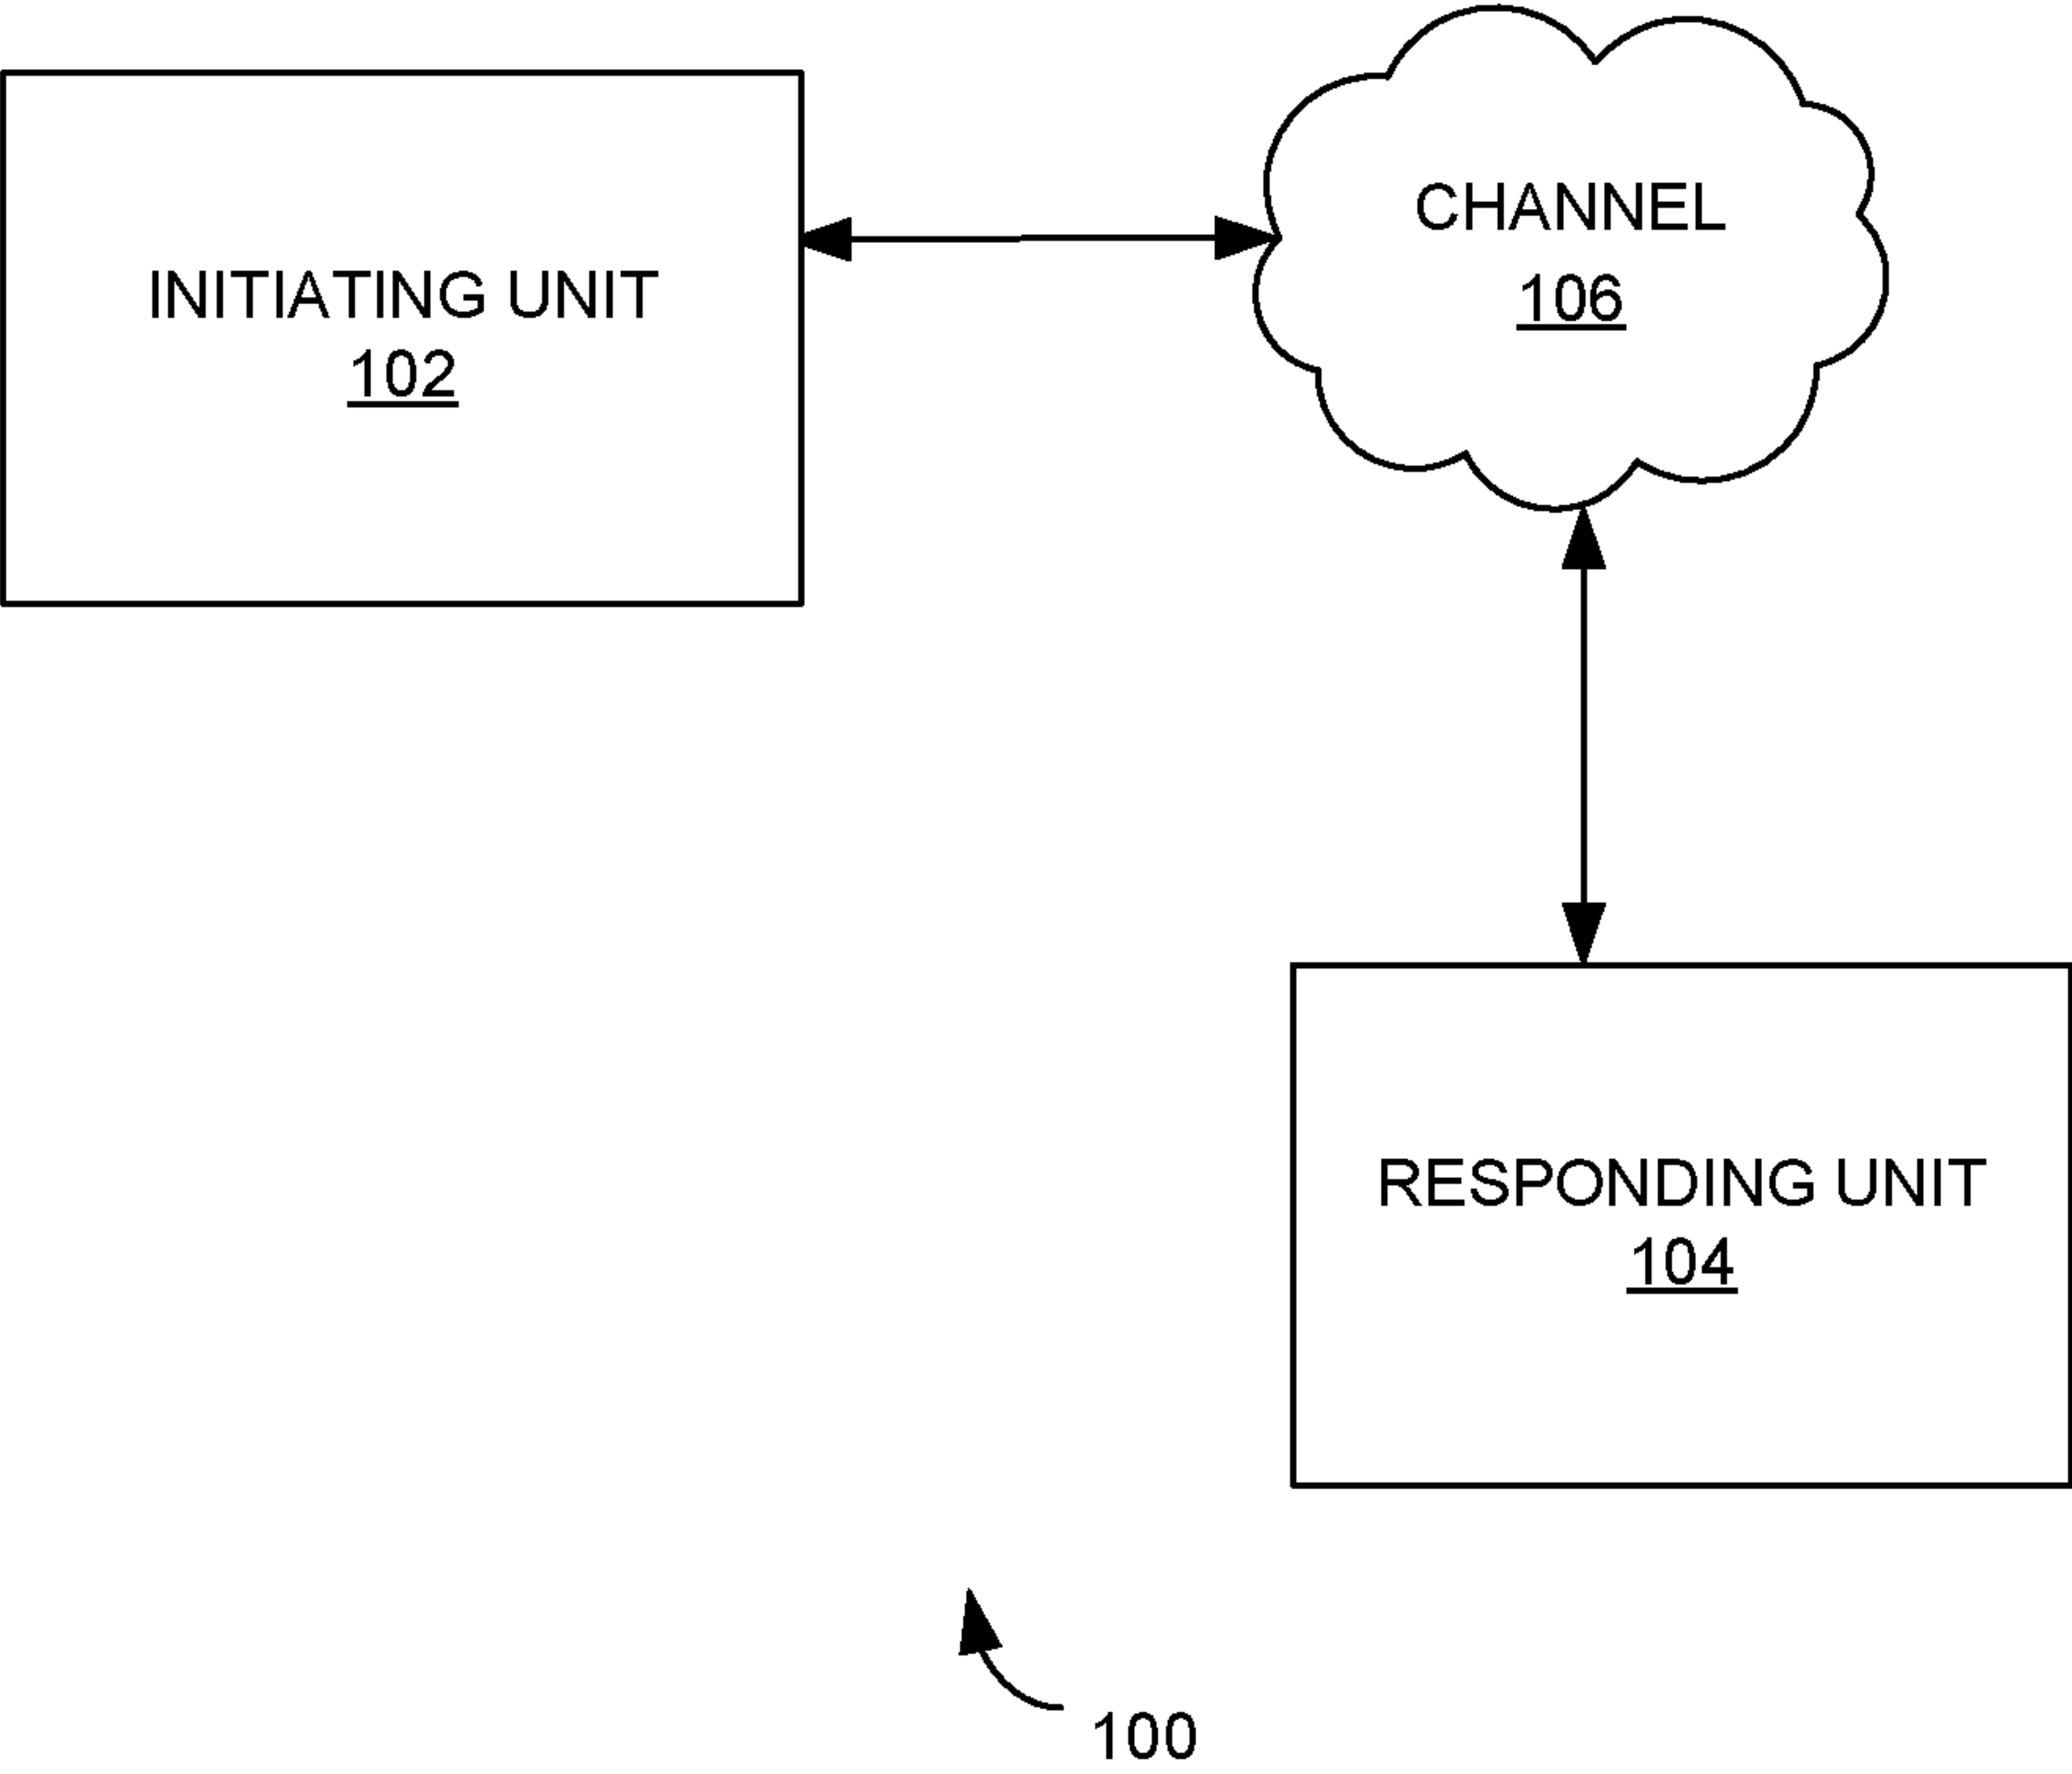 INITIATING UNIT
102
CHANNEL
106
RESPONDING UNIT
104
100